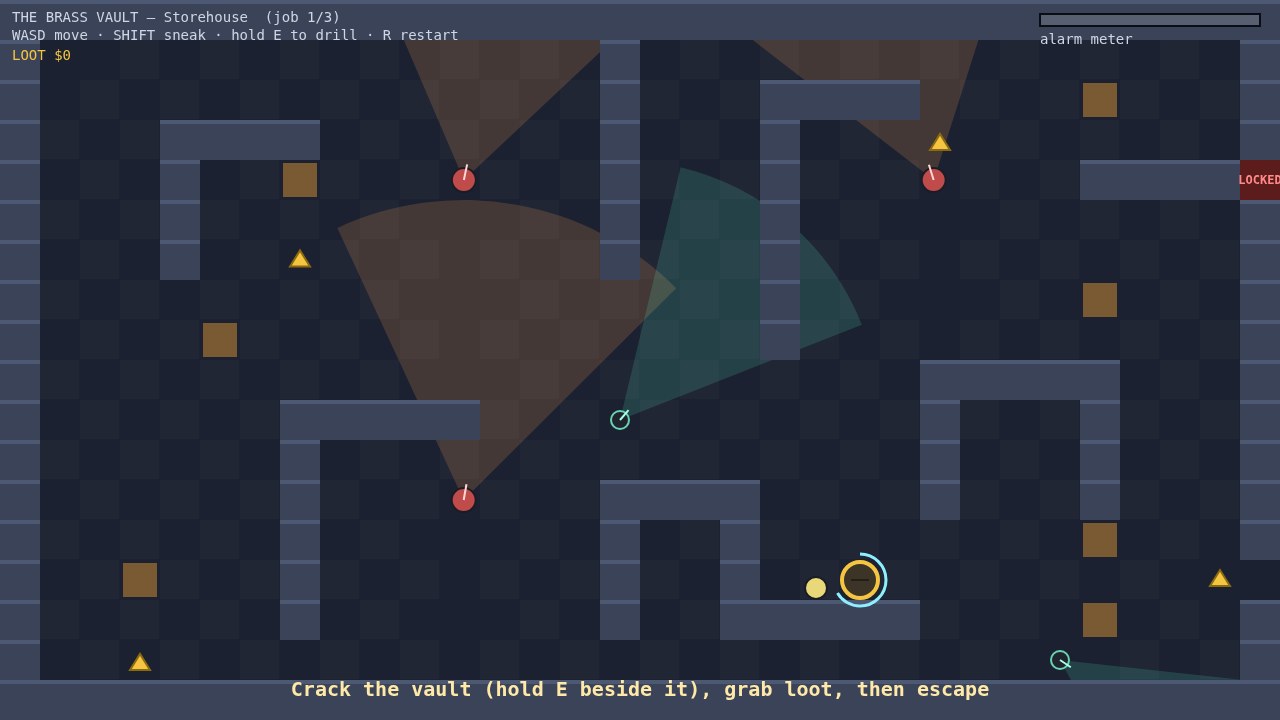 THE BRASS VAULT — Storehouse  (job 1/3)
WASD move · SHIFT sneak · hold E to drill · R restart
LOOT $0
alarm meter
LOCKED
Crack the vault (hold E beside it), grab loot, then escape